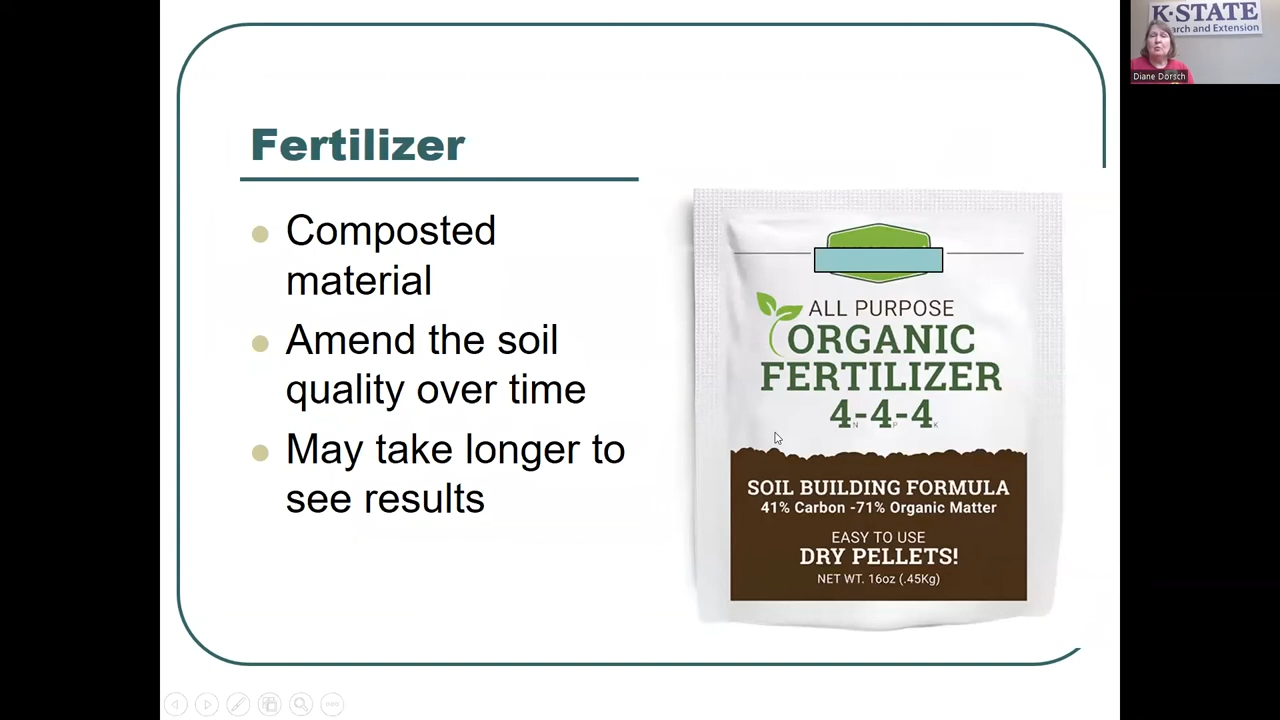 Fertilizer
Composted
material
Amend the soil
quality over time
May take longer to
see results
ALL PURPOSE
ORGANIC
FERTILIZER
4-4-4
N P K
SOIL BUILDING FORMULA
41% Carbon -71% Organic Matter
EASY TO USE
DRY PELLETS!
NET WT. 16oz (.45Kg)
K-STATE
arch and Extension
Diane Dorsch